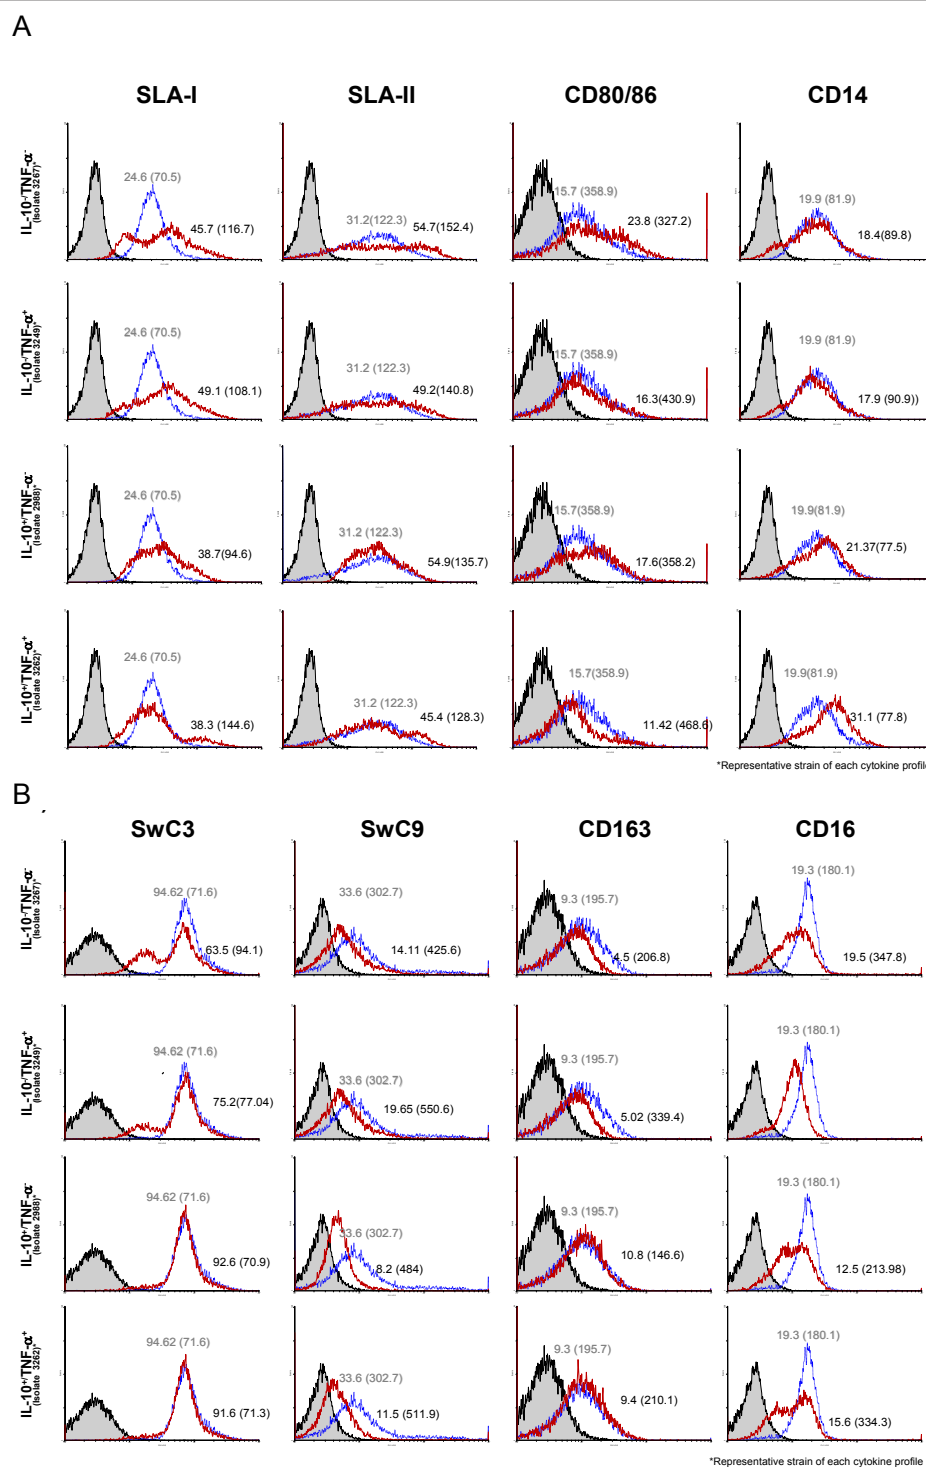 A
SLA-I SLA-II CD80/86 CD14
IL-10⁻/TNF-α⁻
(Isolate 3267)*
24.6 (70.5)
45.7 (116.7)
31.2(122.3)
54.7(152.4)
15.7 (358.9)
23.8 (327.2)
19.9 (81.9)
18.4(89.8)
IL-10⁻/TNF-α⁺
(Isolate 3249)*
24.6 (70.5)
49.1 (108.1)
31.2 (122.3)
49.2(140.8)
15.7 (358.9)
16.3(430.9)
19.9 (81.9)
17.9 (90.9))
IL-10⁺/TNF-α⁻
(Isolate 2988)*
24.6 (70.5)
38.7(94.6)
31.2 (122.3)
54.9(135.7)
15.7(358.9)
17.6(358.2)
19.9(81.9)
21.37(77.5)
IL-10⁺/TNF-α⁺
(Isolate 3262)*
24.6 (70.5)
38.3 (144.6)
31.2 (122.3)
45.4 (128.3)
15.7(358.9)
11.42 (468.6)
19.9(81.9)
31.1 (77.8)
*Representative strain of each cytokine profile
B
SwC3 SwC9 CD163 CD16
IL-10⁻/TNF-α⁻
(Isolate 3267)*
94.62 (71.6)
63.5 (94.1)
33.6 (302.7)
14.11 (425.6)
9.3 (195.7)
4.5 (206.8)
19.3 (180.1)
19.5 (347.8)
IL-10⁻/TNF-α⁺
(Isolate 3249)*
94.62 (71.6)
75.2(77.04)
33.6 (302.7)
19.65 (550.6)
9.3 (195.7)
5.02 (339.4)
19.3 (180.1)
IL-10⁺/TNF-α⁻
(Isolate 2988)*
94.62 (71.6)
92.6 (70.9)
33.6 (302.7)
8.2 (484)
9.3 (195.7)
10.8 (146.6)
19.3 (180.1)
12.5 (213.98)
IL-10⁺/TNF-α⁺
(Isolate 3262)*
94.62 (71.6)
91.6 (71.3)
33.6 (302.7)
11.5 (511.9)
9.3 (195.7)
9.4 (210.1)
19.3 (180.1)
15.6 (334.3)
*Representative strain of each cytokine profile